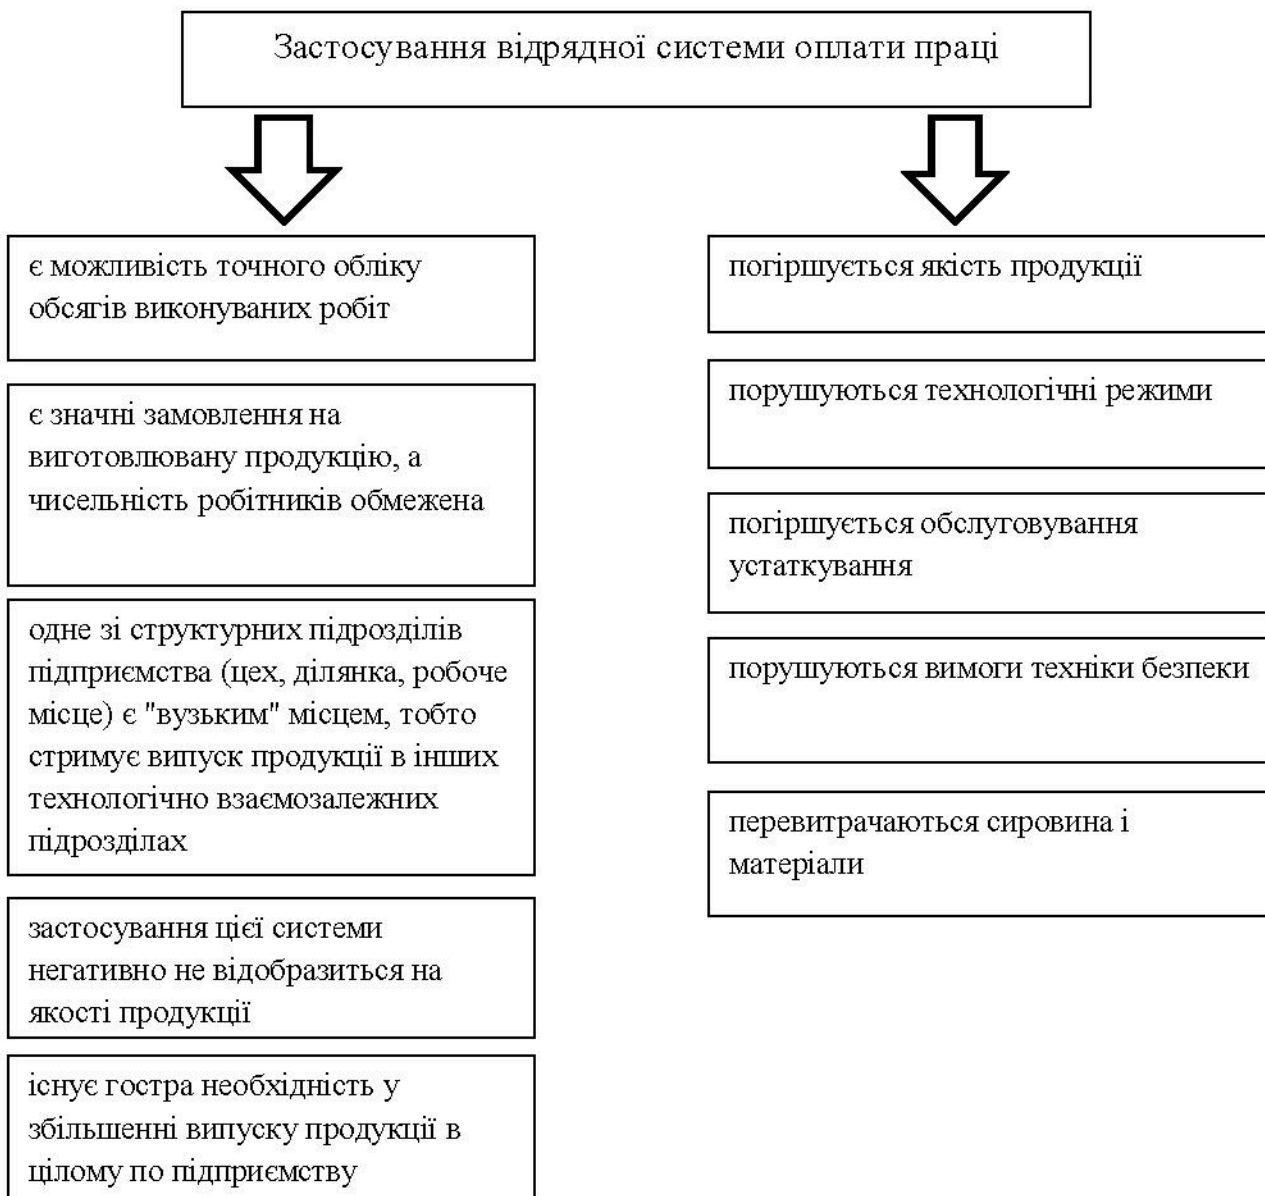 Застосування відрядної системи оплати праці
є можливість точного обліку
обсягів виконуваних робіт
є значні замовлення на
виготовлювану продукцію, а
чисельність робітників обмежена
одне зі структурних підрозділів
підприємства (цех, ділянка, робоче
місце) є "вузьким" місцем, тобто
стримує випуск продукції в інших
технологічно взаємозалежних
підрозділах
застосування цієї системи
негативно не відобразиться на
якості продукції
існує гостра необхідність у
збільшенні випуску продукції в
цілому по підприємству
погіршується якість продукції
порушуються технологічні режими
погіршується обслуговування
устаткування
порушуються вимоги техніки безпеки
перевитрачаються сировина і
матеріали